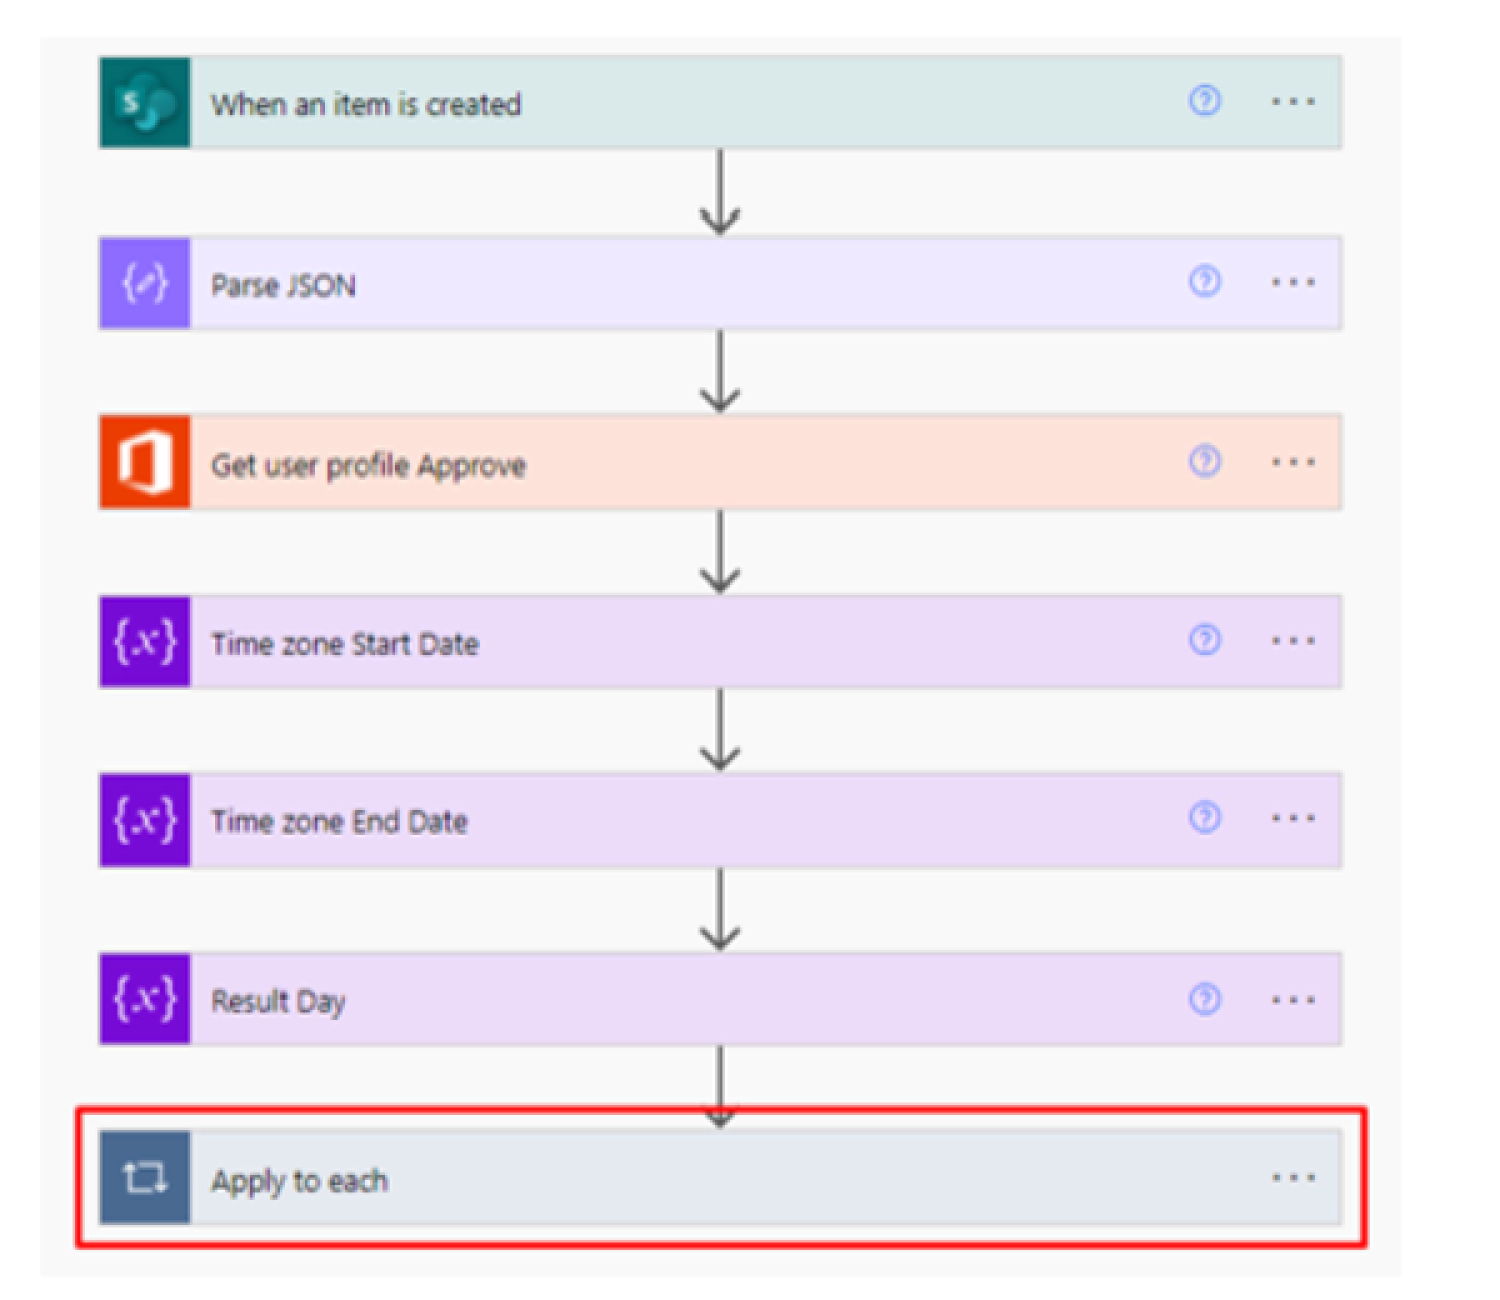 When an item is created
Parse JSON
Get user profile Approve
Time zone Start Date
Time zone End Date
Result Day
Apply to each